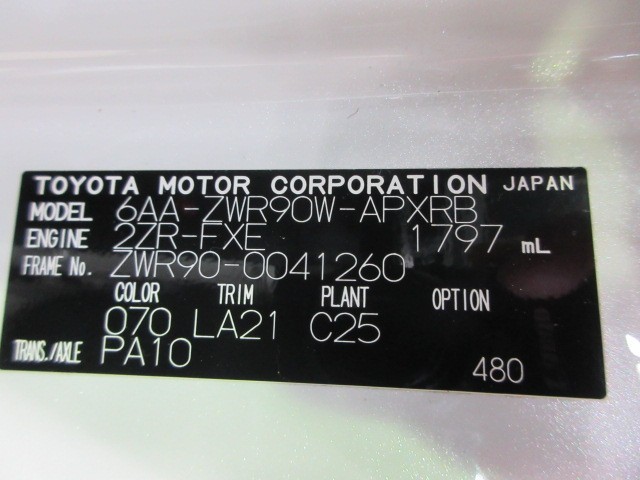 TOYOTA MOTOR CORPORATION JAPAN
MODEL 6AA-ZWR90W-APXRB
ENGINE 2ZR-FXE 1797 mL
FRAME No. ZWR90-0041260
COLOR TRIM PLANT OPTION
070 LA21 C25
TRANS./AXLE PA10
480